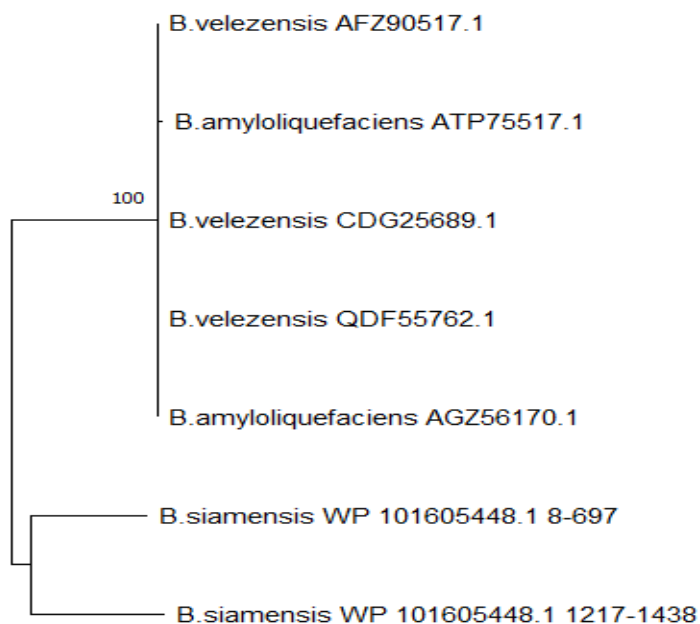 B.velezensis AFZ90517.1
B.amyloliquefaciens ATP75517.1
100
B.velezensis CDG25689.1
B.velezensis QDF55762.1
B.amyloliquefaciens AGZ56170.1
B.siamensis WP 101605448.1 8-697
B.siamensis WP 101605448.1 1217-1438